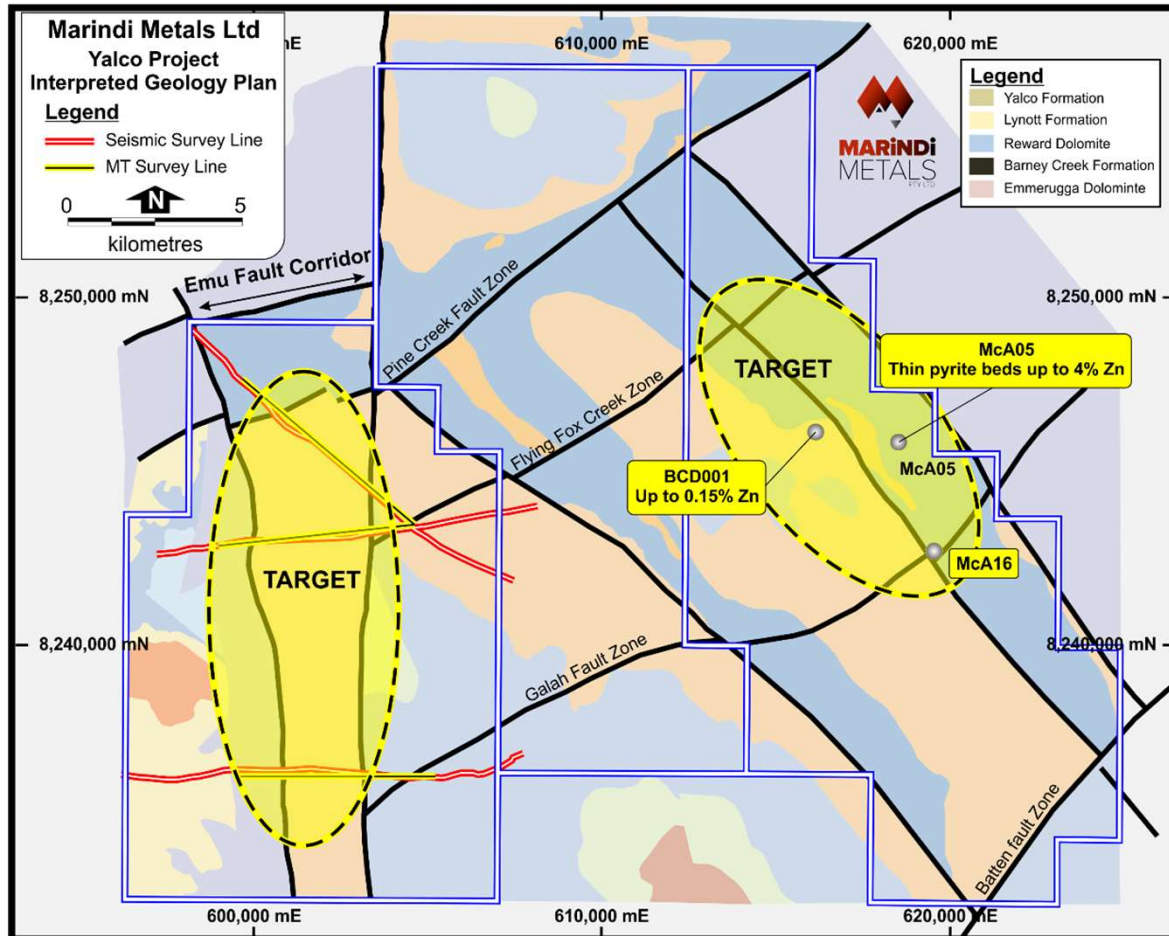 Marindi Metals Ltd
Yalco Project
Interpreted Geology Plan
Legend
Seismic Survey Line
MT Survey Line
N
0 5
kilometres
610,000 mE
620,000 mE
MARiNDi
METALS
PTY LTD
Legend
Yalco Formation
Lynott Formation
Reward Dolomite
Barney Creek Formation
Emmerugga Dolominte
Emu Fault Corridor
8,250,000 mN
8,250,000 mN
Pine Creek Fault Zone
Flying Fox Creek Zone
TARGET
McA05
Thin pyrite beds up to 4% Zn
BCD001
Up to 0.15% Zn
McA05
McA16
TARGET
8,240,000 mN
8,240,000 mN
Galah Fault Zone
Batten fault Zone
600,000 mE
610,000 mE
620,000 mE